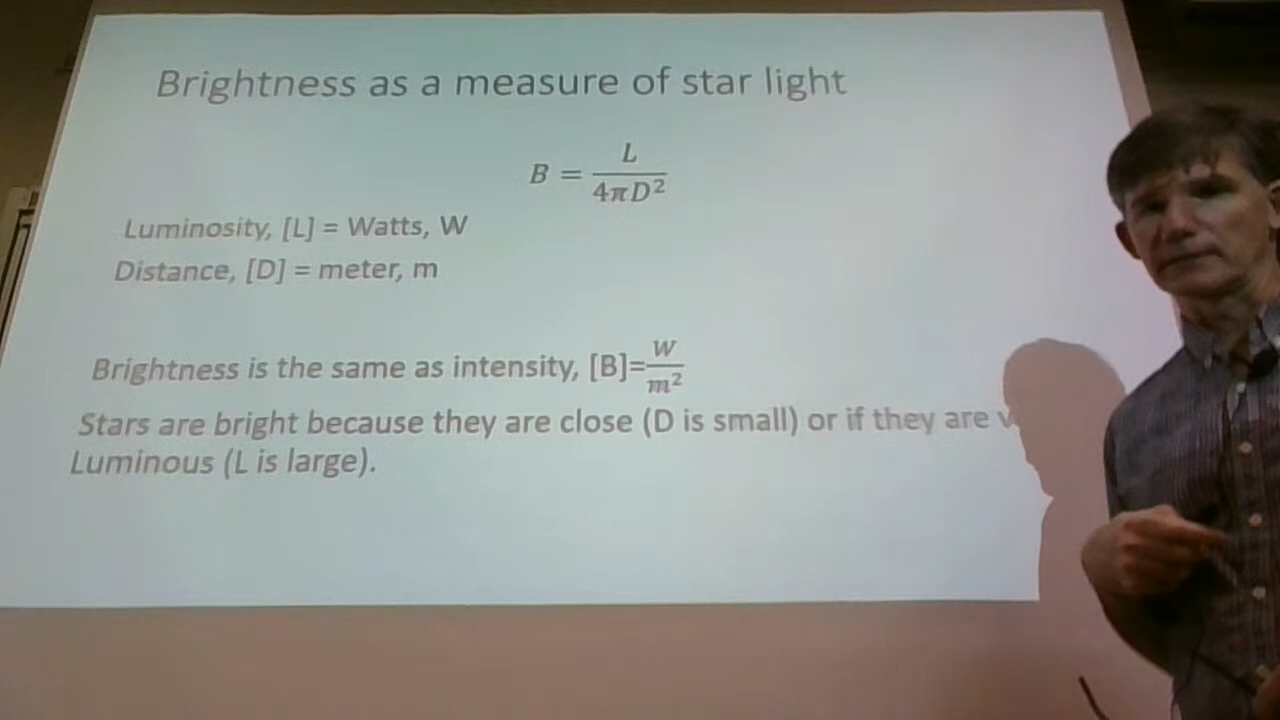 Brightness as a measure of star light
B = L / 4πD²
Luminosity, [L] = Watts, W
Distance, [D] = meter, m
Brightness is the same as intensity, [B]=W/m²
Stars are bright because they are close (D is small) or if they are
Luminous (L is large).